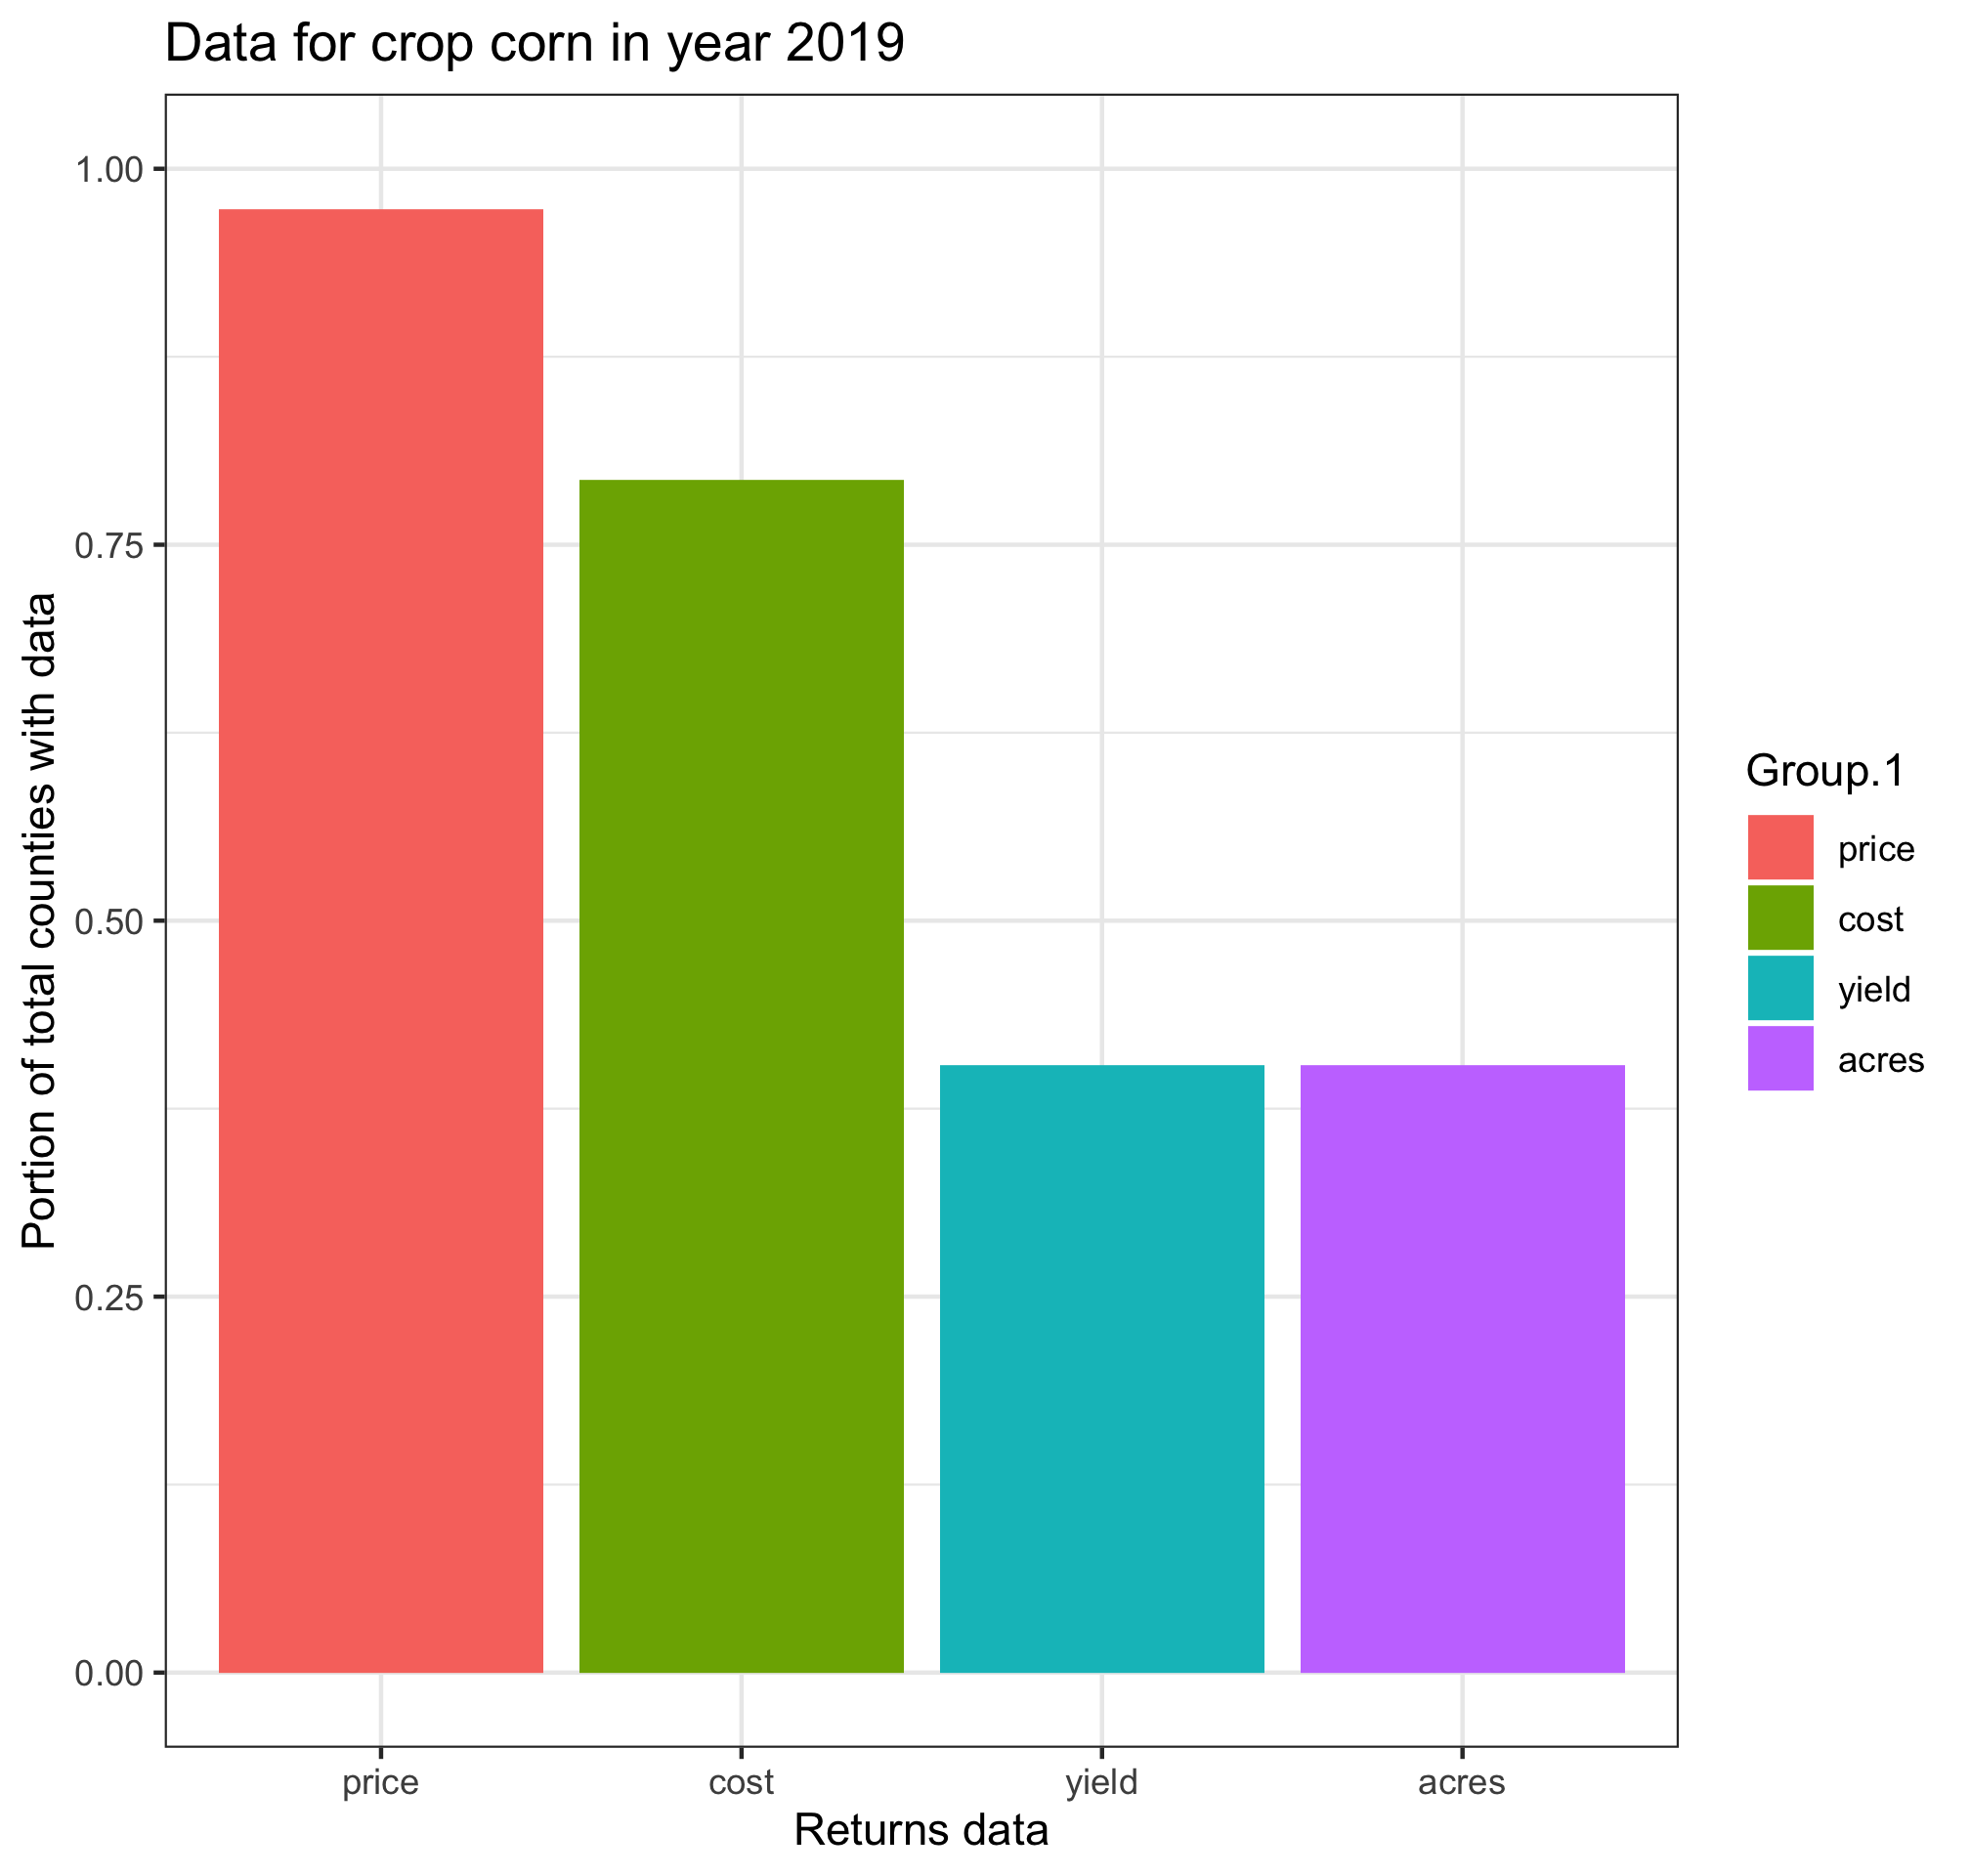 Data for crop corn in year 2019
Portion of total counties with data
1.00
0.75
0.50
0.25
0.00
price
cost
yield
acres
Returns data
Group.1
price
cost
yield
acres